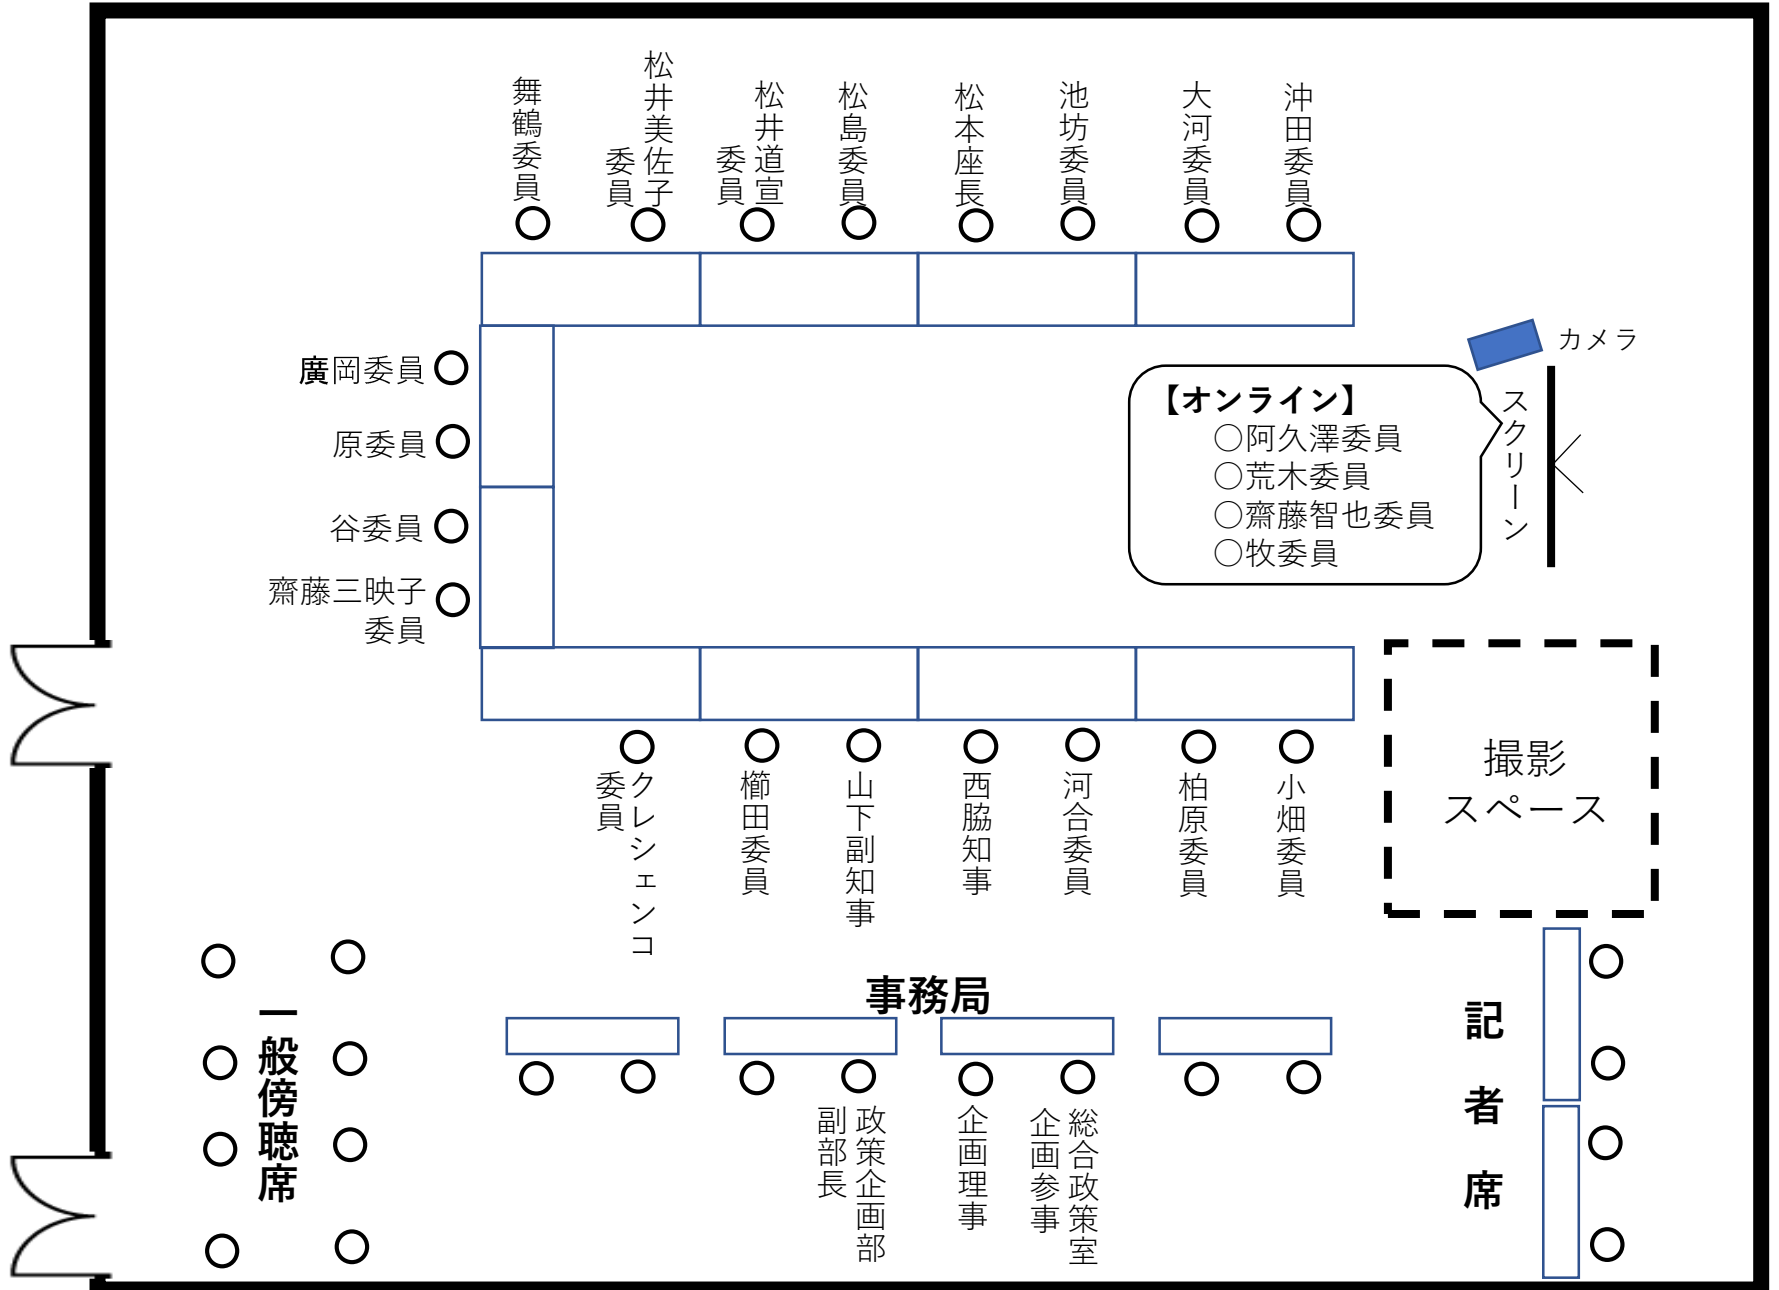 舞鶴委員
松井美佐子
委員
松井道宣
委員
松島委員
松本座長
池坊委員
大河委員
沖田委員
カメラ
スクリーン
【オンライン】
○阿久澤委員
○荒木委員
○齋藤智也委員
○牧委員
廣岡委員
原委員
谷委員
齋藤三映子
委員
クレシェンコ
委員
櫛田委員
山下副知事
西脇知事
河合委員
柏原委員
小畑委員
撮影
スペース
事務局
政策企画部
副部長
企画理事
総合政策室
企画参事
一般傍聴席
記者席